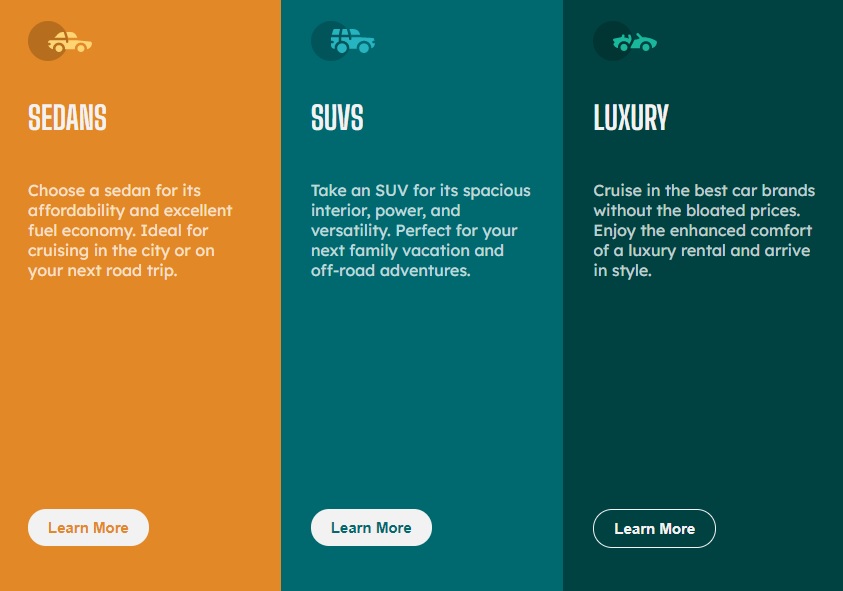 SEDANS
Choose a sedan for its
affordability and excellent
fuel economy. Ideal for
cruising in the city or on
your next road trip.
Learn More
SUVS
Take an SUV for its spacious
interior, power, and
versatility. Perfect for your
next family vacation and
off-road adventures.
Learn More
LUXURY
Cruise in the best car brands
without the bloated prices.
Enjoy the enhanced comfort
of a luxury rental and arrive
in style.
Learn More